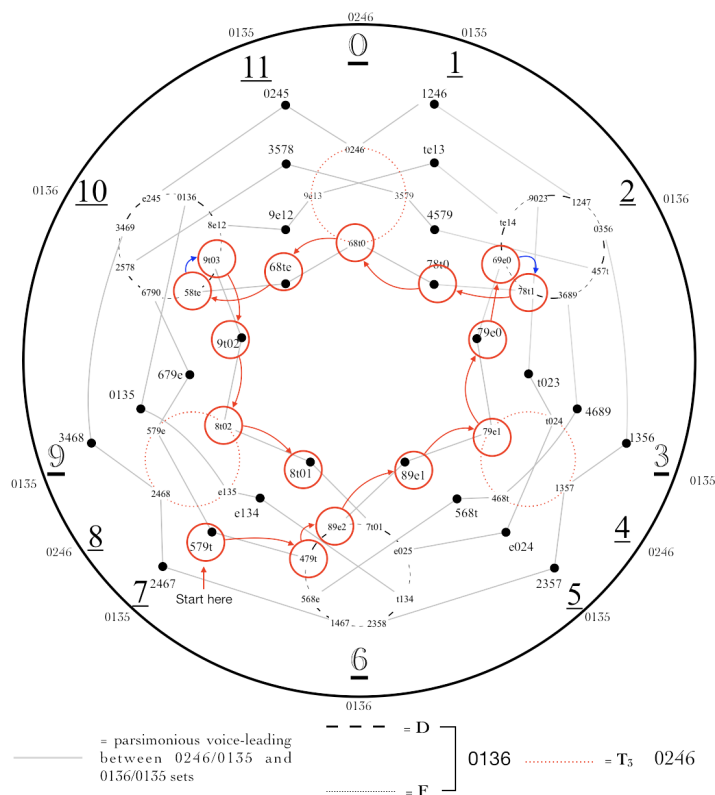 0246
0135
0
0135
11
1
0245
1246
3578
0246
te13
9e13
3579
0136
10
2
0136
e245
0136
9e12
4579
te14
9023
1247
3469
8e12
0356
9t03
68te
68t0
78t0
69e0
2578
457t
6790
58te
78t1
3689
9t02
79e0
679e
t023
0135
4689
3468
579e
8t02
79e1
t024
1356
9
8t01
89e1
3
0135
2468
e135
468t
1357
0135
e134
568t
8
89e2
7t01
e024
4
0246
579t
479t
e025
0246
2467
2357
7
Start here
568e
t134
5
0135
1467
2358
0135
6
0136
= parsimonious voice-leading
between 0246/0135 and
0136/0135 sets
= D
= E
0136
= T₃
0246